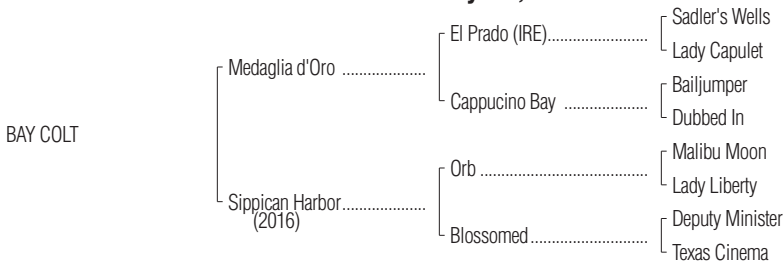 Sadler's Wells
El Prado (IRE)
Lady Capulet
Medaglia d'Oro
Bailjumper
Cappucino Bay
Dubbed In
BAY COLT
Malibu Moon
Orb
Lady Liberty
Sippican Harbor
(2016)
Deputy Minister
Blossomed
Texas Cinema